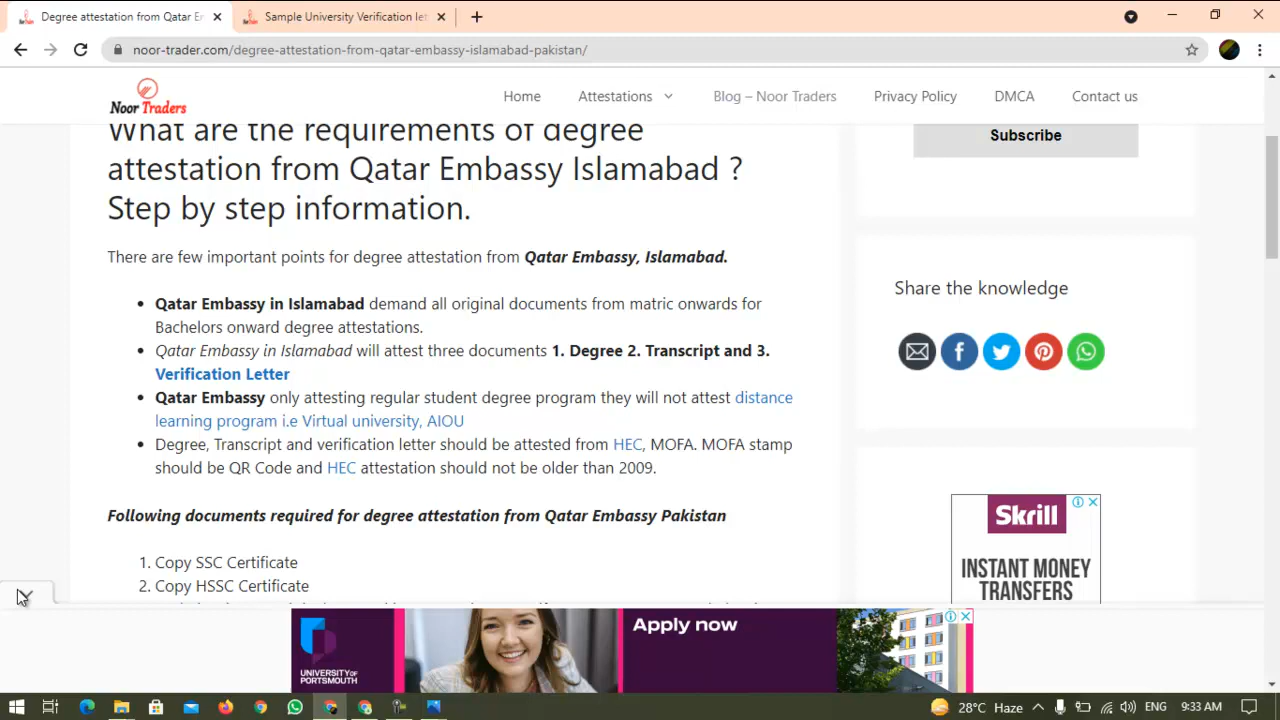 Degree attestation from Qatar Er
Sample University Verification let
noor-trader.com/degree-attestation-from-qatar-embassy-islamabad-pakistan/
Noor Traders
Home
Attestations
Blog – Noor Traders
Privacy Policy
DMCA
Contact us
What are the requirements of degree
attestation from Qatar Embassy Islamabad ?
Step by step information.
There are few important points for degree attestation from Qatar Embassy, Islamabad.
• Qatar Embassy in Islamabad demand all original documents from matric onwards for
Bachelors onward degree attestations.
• Qatar Embassy in Islamabad will attest three documents 1. Degree 2. Transcript and 3.
Verification Letter
• Qatar Embassy only attesting regular student degree program they will not attest distance
learning program i.e Virtual university, AIOU
• Degree, Transcript and verification letter should be attested from HEC, MOFA. MOFA stamp
should be QR Code and HEC attestation should not be older than 2009.
Following documents required for degree attestation from Qatar Embassy Pakistan
1. Copy SSC Certificate
2. Copy HSSC Certificate
Subscribe
Share the knowledge
Skrill
INSTANT MONEY
TRANSFERS
UNIVERSITY OF
PORTSMOUTH
Apply now
28°C Haze
ENG
9:33 AM